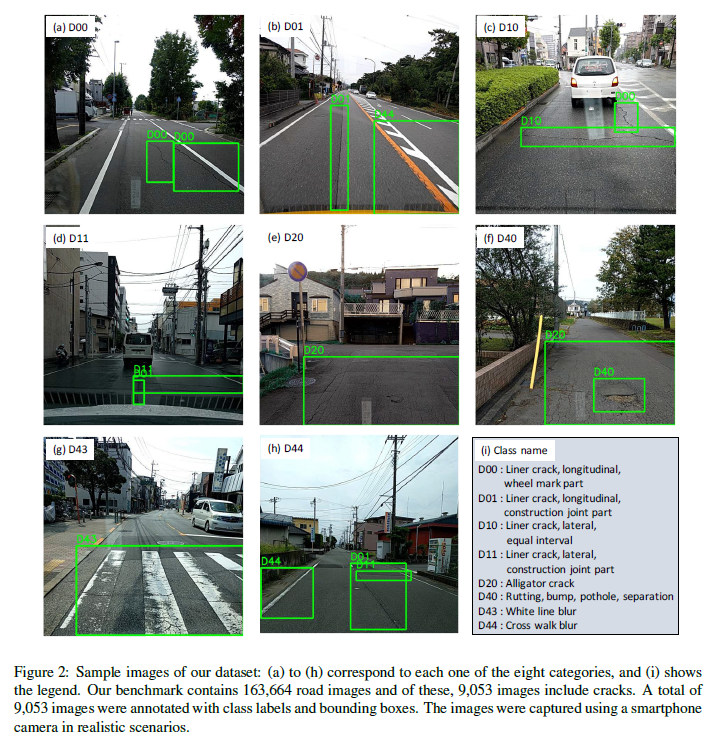 (a) D00
(b) D01
(c) D10
D00 D00
D01
D44
D00
D10
(d) D11
(e) D20
(f) D40
D11
D01
D20
D20
D40
(g) D43
(h) D44
(i) Class name
D43
D44
D01
D11
D00 : Liner crack, longitudinal,
wheel mark part
D01 : Liner crack, longitudinal,
construction joint part
D10 : Liner crack, lateral,
equal interval
D11 : Liner crack, lateral,
construction joint part
D20 : Alligator crack
D40 : Rutting, bump, pothole, separation
D43 : White line blur
D44 : Cross walk blur
Figure 2: Sample images of our dataset: (a) to (h) correspond to each one of the eight categories, and (i) shows
the legend. Our benchmark contains 163,664 road images and of these, 9,053 images include cracks. A total of
9,053 images were annotated with class labels and bounding boxes. The images were captured using a smartphone
camera in realistic scenarios.